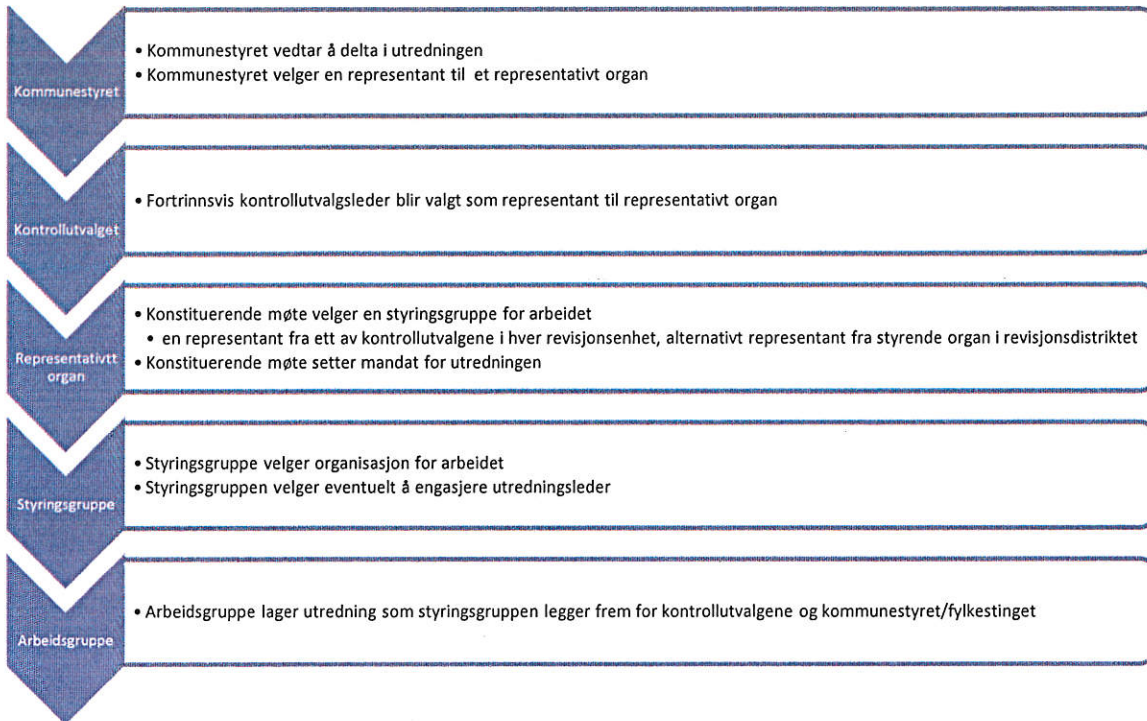 Kommunestyret
• Kommunestyret vedtar å delta i utredningen
• Kommunestyret velger en representant til et representativt organ
Kontrollutvalget
• Fortrinnsvis kontrollutvalgsleder blir valgt som representant til representativt organ
Representativtt
organ
• Konstituerende møte velger en styringsgruppe for arbeidet
• en representant fra ett av kontrollutvalgene i hver revisjonsenhet, alternativt representant fra styrende organ i revisjonsdistriktet
• Konstituerende møte setter mandat for utredningen
Styringsgruppe
• Styringsgruppe velger organisasjon for arbeidet
• Styringsgruppen velger eventuelt å engasjere utredningsleder
Arbeidsgruppe
• Arbeidsgruppe lager utredning som styringsgruppen legger frem for kontrollutvalgene og kommunestyret/fylkestinget